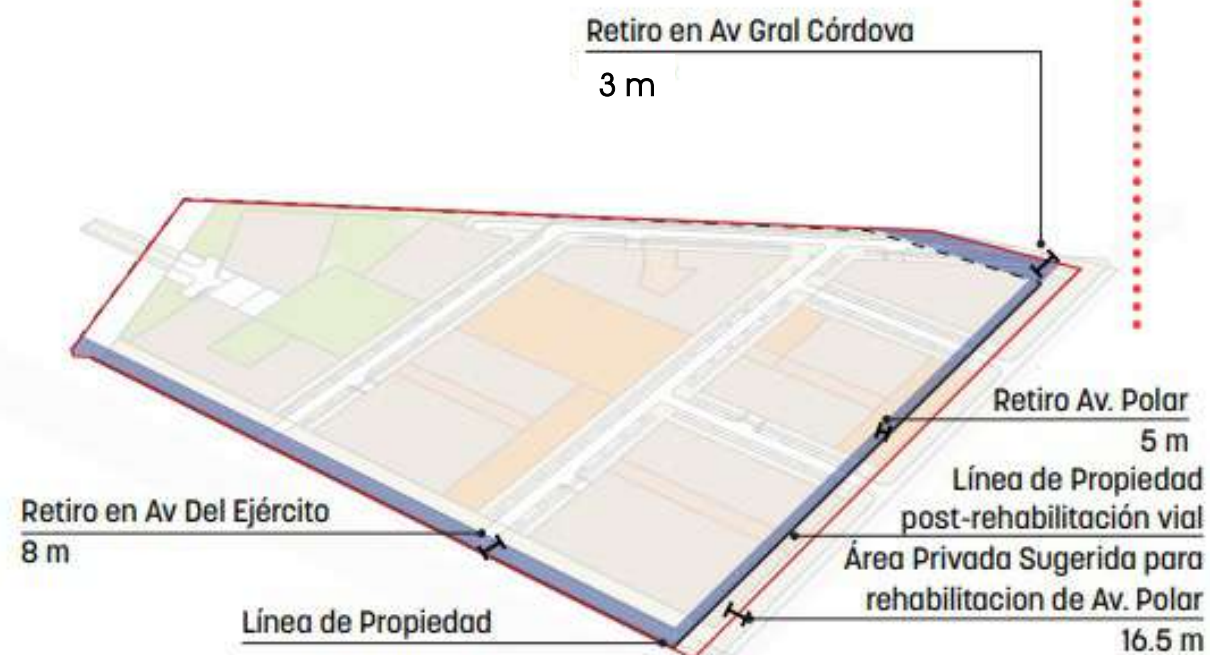 Retiro en Av Gral Córdova
3 m
Retiro Av. Polar
5 m
Línea de Propiedad
post-rehabilitación vial
Área Privada Sugerida para
rehabilitacion de Av. Polar
16.5 m
Retiro en Av Del Ejército
8 m
Línea de Propiedad